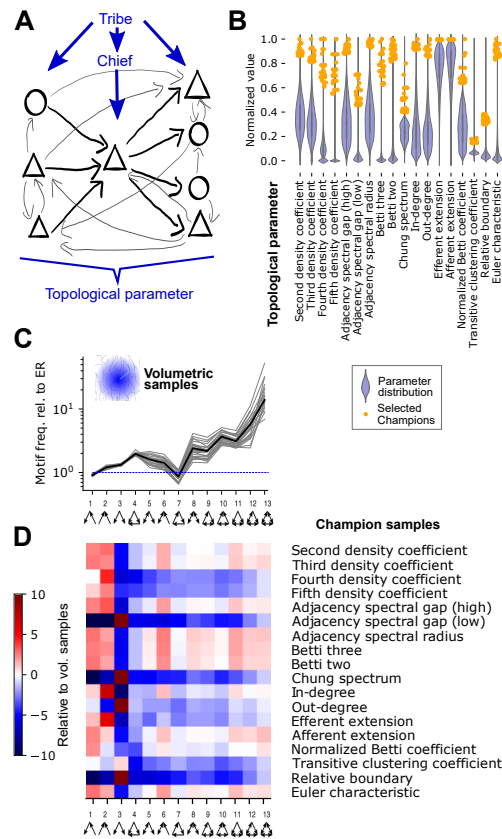 A
Tribe
Chief
Topological parameter
B
Normalized value
1.0
0.8
0.6
0.4
0.2
0.0
Topological parameter
Second density coefficient
Third density coefficient
Fourth density coefficient
Fifth density coefficient
Adjacency spectral gap (high)
Adjacency spectral gap (low)
Adjacency spectral radius
Betti three
Betti two
Chung spectrum
In-degree
Out-degree
Efferent extension
Afferent extension
Normalized Betti coefficient
Transitive clustering coefficient
Relative boundary
Euler characteristic
Parameter
distribution
Selected
Champions
C
Volumetric
samples
Motif freq. rel. to ER
10¹
10⁰
1 2 3 4 5 6 7 8 9 10 11 12 13
Champion samples
D
10
5
0
−5
−10
Relative to vol. samples
Second density coefficient
Third density coefficient
Fourth density coefficient
Fifth density coefficient
Adjacency spectral gap (high)
Adjacency spectral gap (low)
Adjacency spectral radius
Betti three
Betti two
Chung spectrum
In-degree
Out-degree
Efferent extension
Afferent extension
Normalized Betti coefficient
Transitive clustering coefficient
Relative boundary
Euler characteristic
1 2 3 4 5 6 7 8 9 10 11 12 13